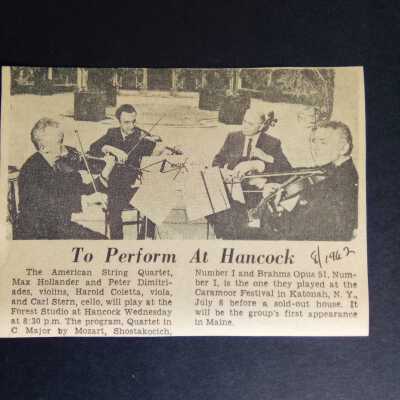 To Perform At Hancock
8/1962
The American String Quartet,
Max Hollander and Peter Dimitri-
ades, violins, Harold Coletta, viola,
and Carl Stern, cello, will play at the
Forest Studio at Hancock Wednesday
at 8:30 p.m. The program, Quartet in
C Major by Mozart, Shostakocich,
Number I and Brahms Opus 51, Num-
ber I, is the one they played at the
Caramoor Festival in Katonah, N. Y.,
July 8 before a sold-out house. It
will be the group's first appearance
in Maine.